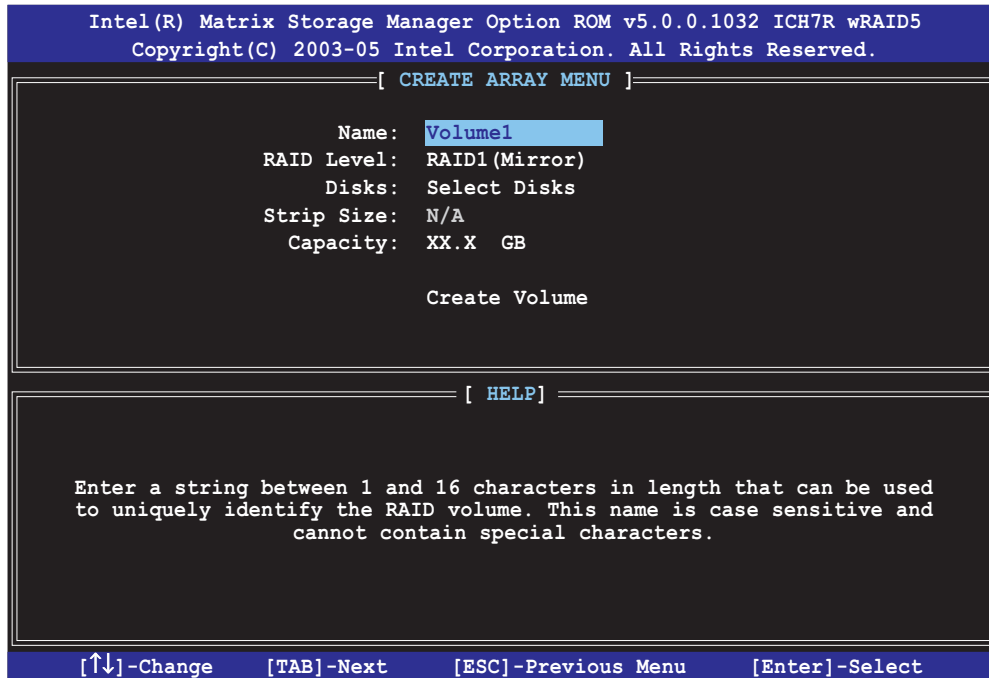 Intel(R) Matrix Storage Manager Option ROM v5.0.0.1032 ICH7R wRAID5
Copyright(C) 2003-05 Intel Corporation. All Rights Reserved.
[ CREATE ARRAY MENU ]
Name: Volume1
RAID Level: RAID1(Mirror)
Disks: Select Disks
Strip Size: N/A
Capacity: XX.X GB
Create Volume
[ HELP]
Enter a string between 1 and 16 characters in length that can be used
to uniquely identify the RAID volume. This name is case sensitive and
cannot contain special characters.
[↑↓]-Change [TAB]-Next [ESC]-Previous Menu [Enter]-Select